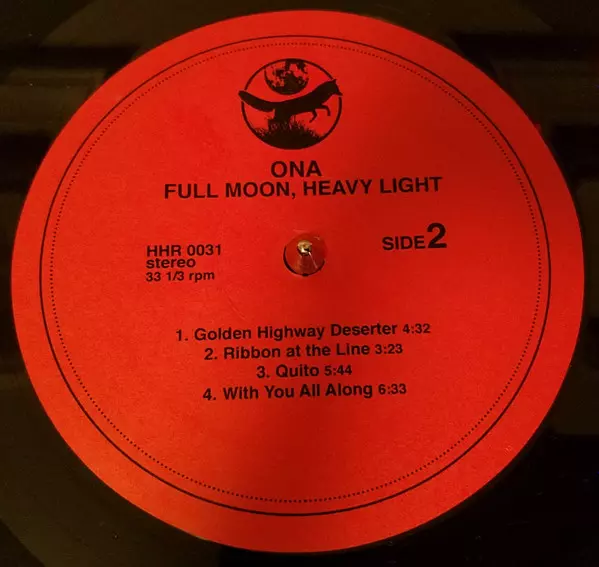 ONA
FULL MOON, HEAVY LIGHT
HHR 0031
stereo
33 1/3 rpm
SIDE 2
1. Golden Highway Deserter 4:32
2. Ribbon at the Line 3:23
3. Quito 5:44
4. With You All Along 6:33